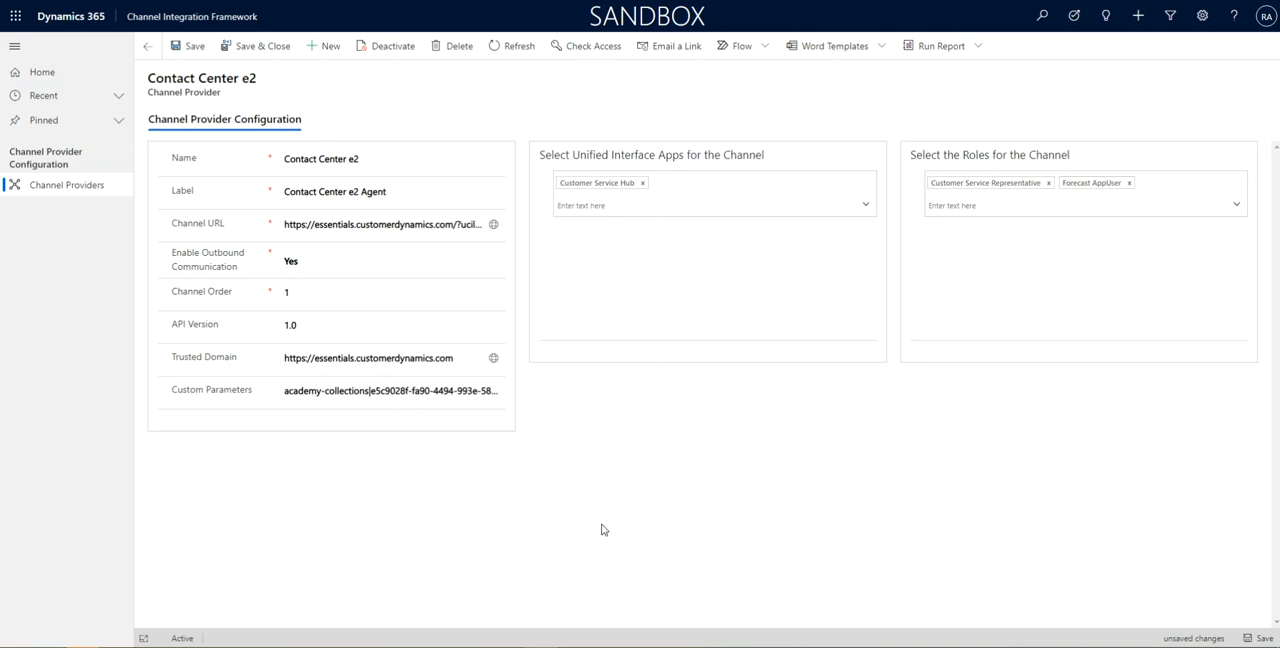 Dynamics 365
Channel Integration Framework
SANDBOX
RA
Save
Save & Close
New
Deactivate
Delete
Refresh
Check Access
Email a Link
Flow
Word Templates
Run Report
Home
Recent
Pinned
Channel Provider
Configuration
Channel Providers
Contact Center e2
Channel Provider
Channel Provider Configuration
Name * Contact Center e2
Label * Contact Center e2 Agent
Channel URL * https://essentials.customerdynamics.com/?ucil...
Enable Outbound
Communication * Yes
Channel Order * 1
API Version 1.0
Trusted Domain https://essentials.customerdynamics.com
Custom Parameters academy-collections|e5c9028f-fa90-4494-993e-58...
Select Unified Interface Apps for the Channel
Customer Service Hub x
Enter text here
Select the Roles for the Channel
Customer Service Representative x Forecast AppUser x
Enter text here
Active
unsaved changes
Save